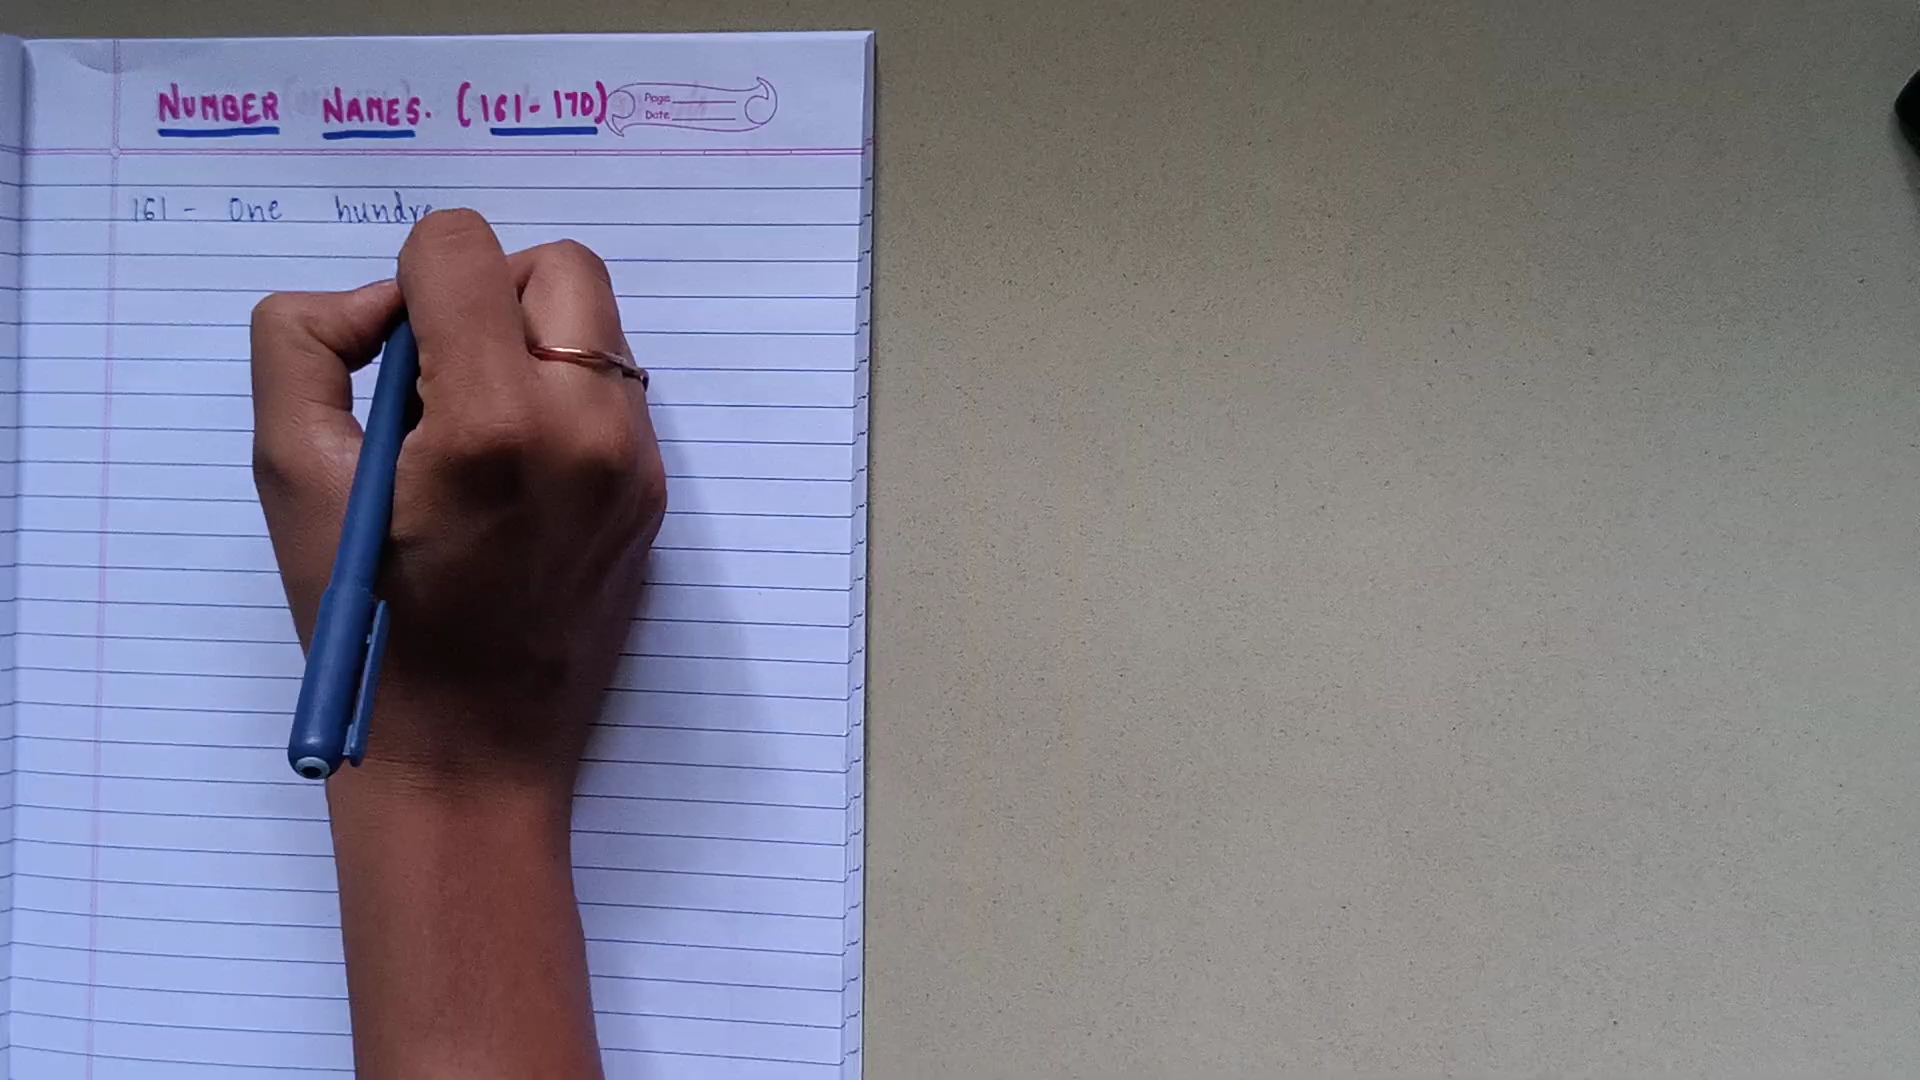 NUMBER NAMES. (161-170)
Page
Date
161 - One hundre